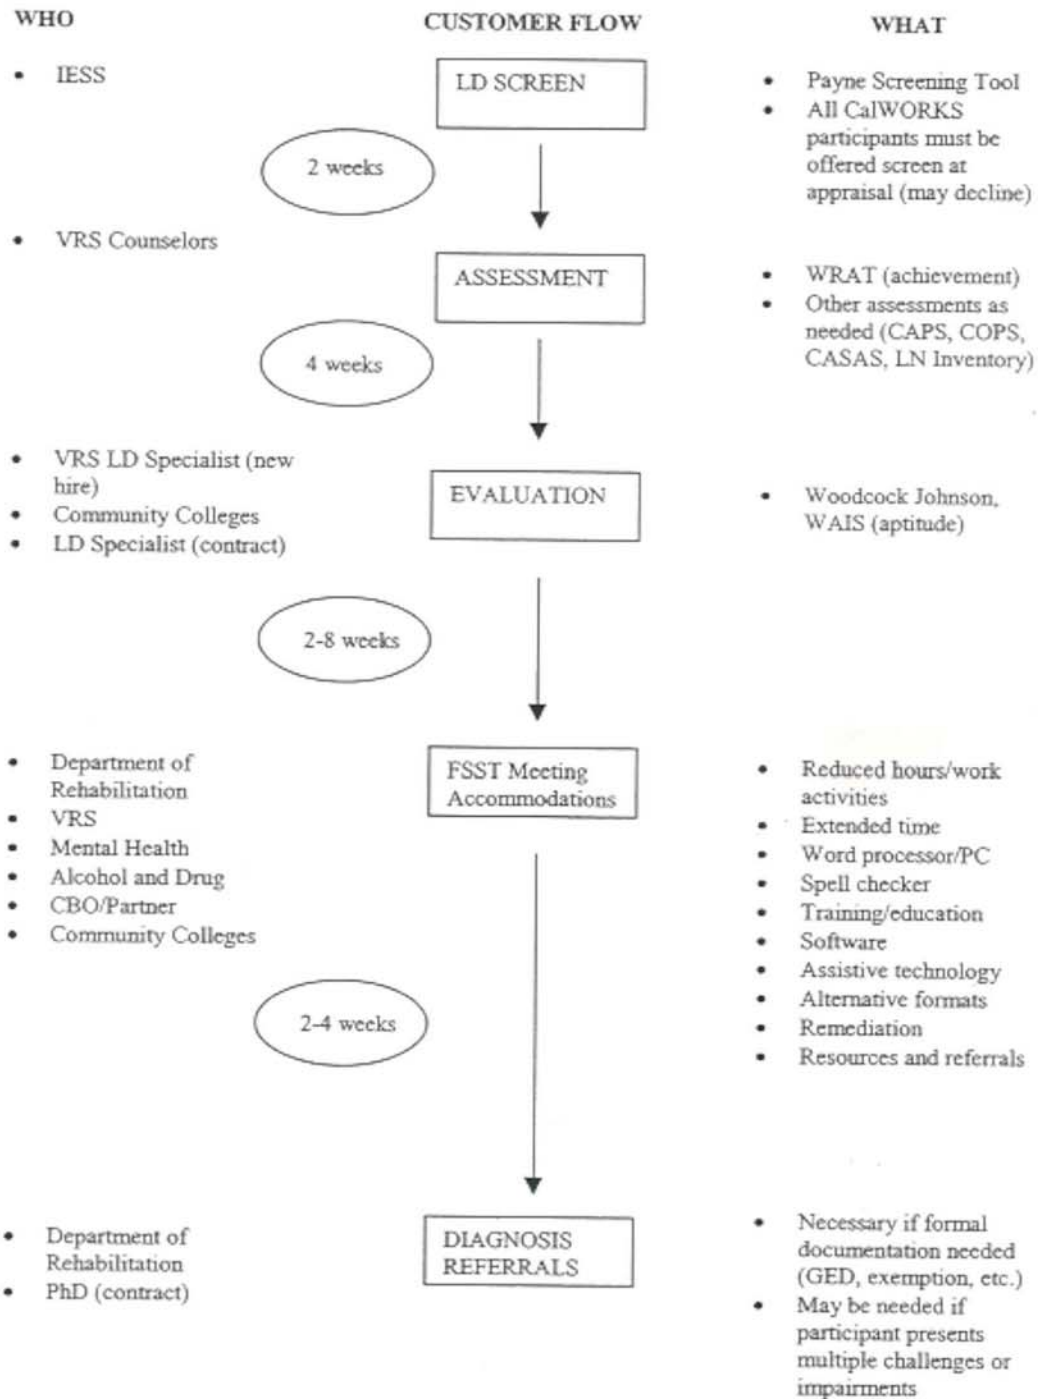 WHO
CUSTOMER FLOW
WHAT
• IESS
LD SCREEN
• Payne Screening Tool
• All CalWORKS
participants must be
offered screen at
appraisal (may decline)
2 weeks
• VRS Counselors
ASSESSMENT
• WRAT (achievement)
• Other assessments as
needed (CAPS, COPS,
CASAS, LN Inventory)
4 weeks
• VRS LD Specialist (new
hire)
• Community Colleges
• LD Specialist (contract)
EVALUATION
• Woodcock Johnson,
WAIS (aptitude)
2-8 weeks
• Department of
Rehabilitation
• VRS
• Mental Health
• Alcohol and Drug
• CBO/Partner
• Community Colleges
FSST Meeting
Accommodations
• Reduced hours/work
activities
• Extended time
• Word processor/PC
• Spell checker
• Training/education
• Software
• Assistive technology
• Alternative formats
• Remediation
• Resources and referrals
2-4 weeks
• Department of
Rehabilitation
• PhD (contract)
DIAGNOSIS
REFERRALS
• Necessary if formal
documentation needed
(GED, exemption, etc.)
• May be needed if
participant presents
multiple challenges or
impairments